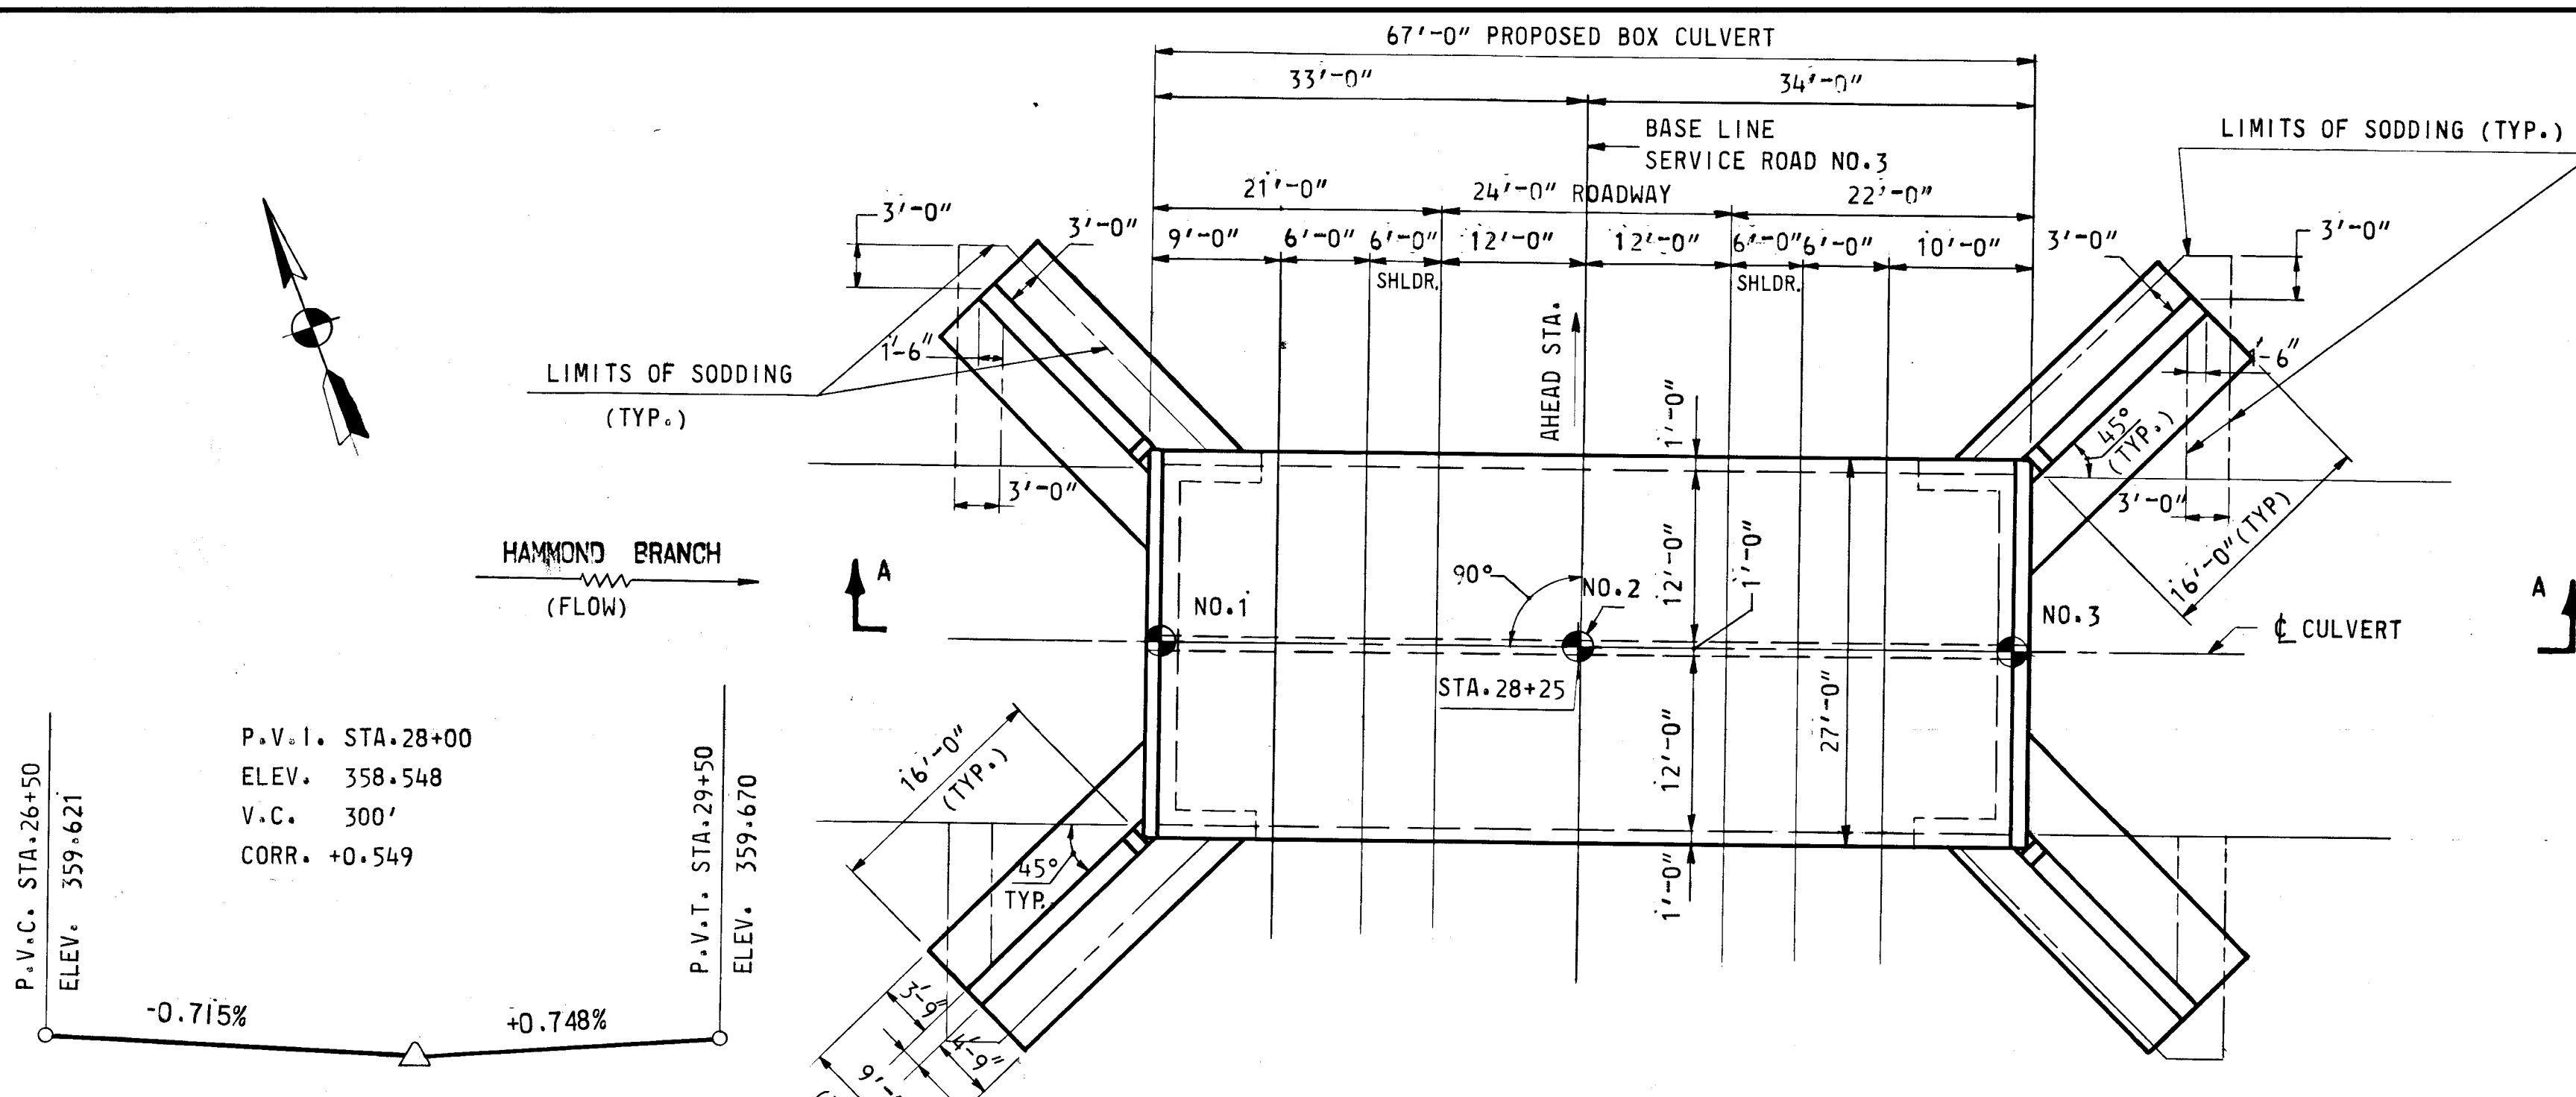 67'-0" PROPOSED BOX CULVERT
33'-0"
34'-0"
BASE LINE
SERVICE ROAD NO.3
LIMITS OF SODDING (TYP.)
21'-0"
24'-0" ROADWAY
22'-0"
3'-0"
3'-0"
9'-0"
6'-0"
6'-0"
12'-0"
12'-0"
6'-0"
6'-0"
10'-0"
3'-0"
3'-0"
SHLDR.
SHLDR.
AHEAD STA.
1'-6"
1'-6"
LIMITS OF SODDING
(TYP.)
1'-0"
45°
(TYP.)
3'-0"
3'-0"
16'-0" (TYP)
HAMMOND BRANCH
(FLOW)
A
A
NO.1
90°
NO.2
12'-0"
1'-0"
NO.3
℄ CULVERT
STA.28+25
12'-0"
27'-0"
1'-0"
16'-0"
(TYP.)
45°
TYP.
3'-9"
4'-9"
P.V.C. STA.26+50
ELEV. 359.621
P.V.I. STA.28+00
ELEV. 358.548
V.C. 300'
CORR. +0.549
P.V.T. STA.29+50
ELEV. 359.670
-0.715%
+0.748%